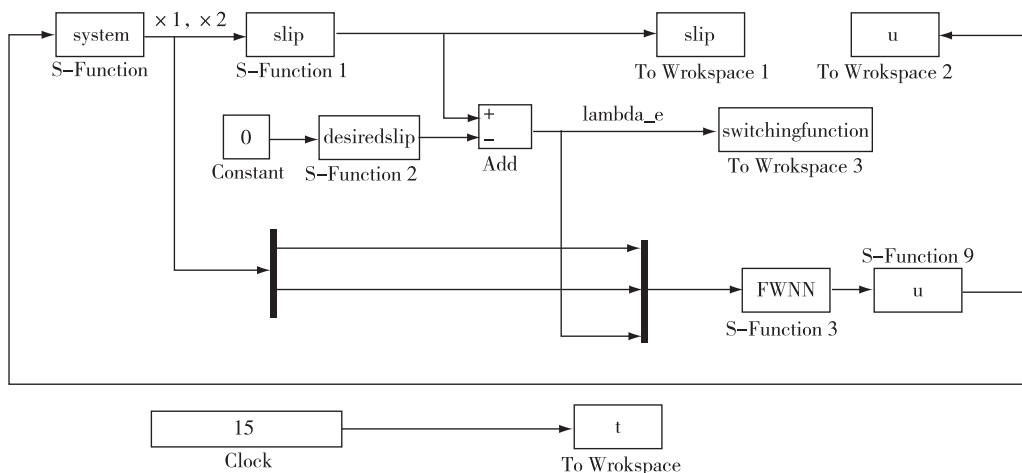 ×1, ×2
system
slip
slip
u
S-Function
S-Function 1
To Wrokspace 1
To Wrokspace 2
+
−
lambda_e
0
desiredslip
switchingfunction
Constant
S-Function 2
Add
To Wrokspace 3
S-Function 9
FWNN
u
S-Function 3
15
t
Clock
To Wrokspace